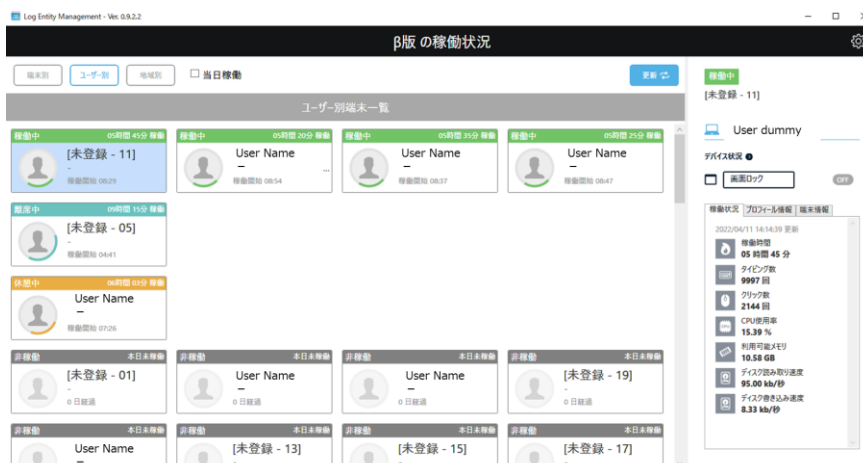 Log Entity Management - Ver. 0.9.2.2
β版 の稼働状況
端末別 ユーザー別 地域別 当日稼働 更新
ユーザー別端末一覧
稼働中 05時間 45分 稼働
[未登録 - 11]
-
稼働開始 08:29
稼働中 05時間 20分 稼働
User Name
–
稼働開始 08:54
...
稼働中 05時間 35分 稼働
User Name
–
稼働開始 08:37
稼働中 05時間 25分 稼働
User Name
–
稼働開始 08:47
離席中 09時間 15分 稼働
[未登録 - 05]
-
稼働開始 04:41
休憩中 06時間 03分 稼働
User Name
–
稼働開始 07:26
非稼働 本日未稼働
[未登録 - 01]
-
0 日経過
非稼働 本日未稼働
User Name
–
0 日経過
非稼働 本日未稼働
User Name
–
0 日経過
非稼働 本日未稼働
[未登録 - 19]
-
0 日経過
非稼働 本日未稼働
User Name
非稼働 本日未稼働
[未登録 - 13]
非稼働 本日未稼働
[未登録 - 15]
非稼働 本日未稼働
[未登録 - 17]
稼働中
[未登録 - 11]
User dummy
デバイス状況
画面ロック OFF
稼働状況 プロフィール情報 端末情報
2022/04/11 14:14:39 更新
稼働時間
05 時間 45 分
タイピング数
9997 回
クリック数
2144 回
CPU使用率
15.39 %
利用可能メモリ
10.58 GB
ディスク読み取り速度
95.00 kb/秒
ディスク書き込み速度
8.33 kb/秒